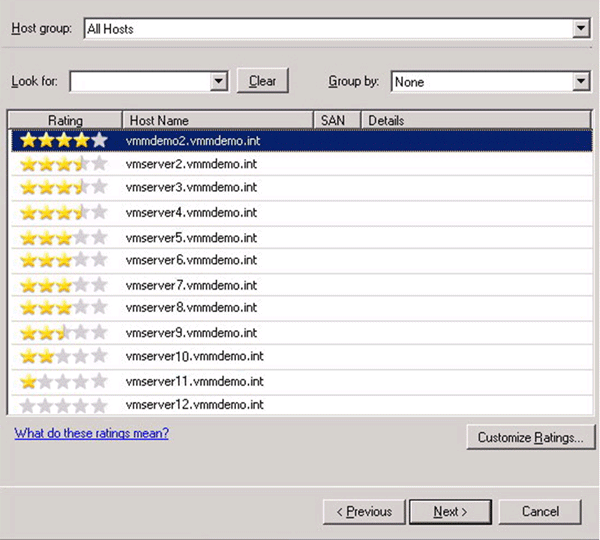 Host group: All Hosts
Look for: Clear Group by: None
Rating Host Name SAN Details
vmmdemo2.vmmdemo.int
vmserver2.vmmdemo.int
vmserver3.vmmdemo.int
vmserver4.vmmdemo.int
vmserver5.vmmdemo.int
vmserver6.vmmdemo.int
vmserver7.vmmdemo.int
vmserver8.vmmdemo.int
vmserver9.vmmdemo.int
vmserver10.vmmdemo.int
vmserver11.vmmdemo.int
vmserver12.vmmdemo.int
What do these ratings mean? Customize Ratings...
< Previous Next > Cancel